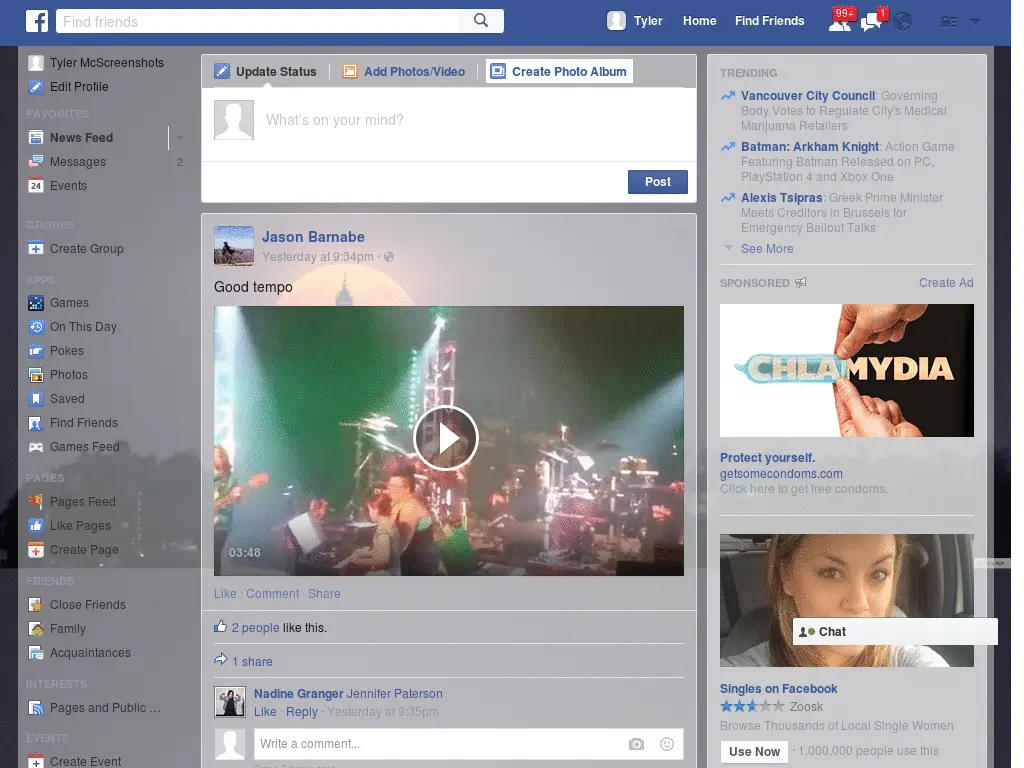 f
Find friends
Tyler
Home
Find Friends
99+
1
Tyler McScreenshots
Edit Profile
FAVORITES
News Feed
Messages
2
24
Events
GROUPS
Create Group
APPS
Games
On This Day
Pokes
Photos
Saved
Find Friends
Games Feed
PAGES
Pages Feed
Like Pages
Create Page
FRIENDS
Close Friends
Family
Acquaintances
INTERESTS
Pages and Public ...
EVENTS
Create Event
Update Status
Add Photos/Video
Create Photo Album
What's on your mind?
Post
Jason Barnabe
Yesterday at 9:34pm ·
Good tempo
03:48
Like · Comment · Share
2 people like this.
1 share
Nadine Granger Jennifer Paterson
Like · Reply · Yesterday at 9:35pm
Write a comment...
TRENDING
Vancouver City Council: Governing
Body Votes to Regulate City's Medical
Marijuana Retailers
Batman: Arkham Knight: Action Game
Featuring Batman Released on PC,
PlayStation 4 and Xbox One
Alexis Tsipras: Greek Prime Minister
Meets Creditors in Brussels for
Emergency Bailout Talks
See More
SPONSORED
Create Ad
CHLAMYDIA
Protect yourself.
getsomecondoms.com
Click here to get free condoms.
Chat
Singles on Facebook
Zoosk
Browse Thousands of Local Single Women
Use Now · 1,000,000 people use this